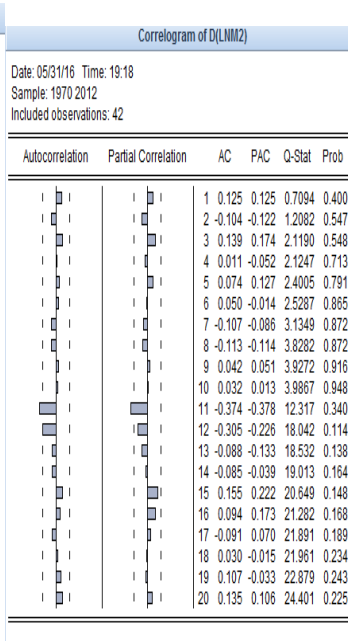 Correlogram of D(LNM2)
Date: 05/31/16 Time: 19:18
Sample: 1970 2012
Included observations: 42
Autocorrelation Partial Correlation AC PAC Q-Stat Prob
1 0.125 0.125 0.7094 0.400
2 -0.104 -0.122 1.2082 0.547
3 0.139 0.174 2.1190 0.548
4 0.011 -0.052 2.1247 0.713
5 0.074 0.127 2.4005 0.791
6 0.050 -0.014 2.5287 0.865
7 -0.107 -0.086 3.1349 0.872
8 -0.113 -0.114 3.8282 0.872
9 0.042 0.051 3.9272 0.916
10 0.032 0.013 3.9867 0.948
11 -0.374 -0.378 12.317 0.340
12 -0.305 -0.226 18.042 0.114
13 -0.088 -0.133 18.532 0.138
14 -0.085 -0.039 19.013 0.164
15 0.155 0.222 20.649 0.148
16 0.094 0.173 21.282 0.168
17 -0.091 0.070 21.891 0.189
18 0.030 -0.015 21.961 0.234
19 0.107 -0.033 22.879 0.243
20 0.135 0.106 24.401 0.225